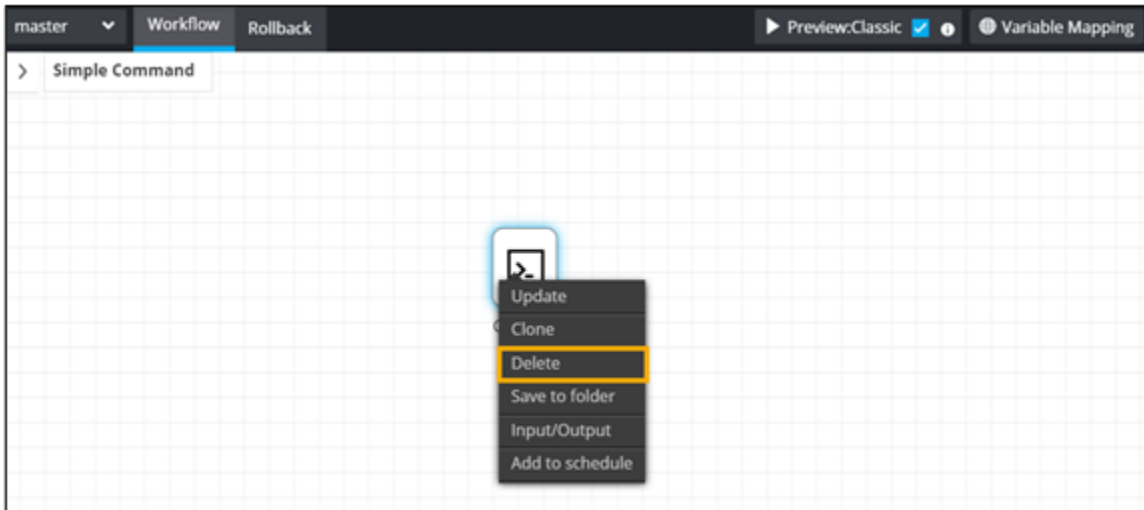 master Workflow Rollback Preview:Classic Variable Mapping
Simple Command
Update
Clone
Delete
Save to folder
Input/Output
Add to schedule